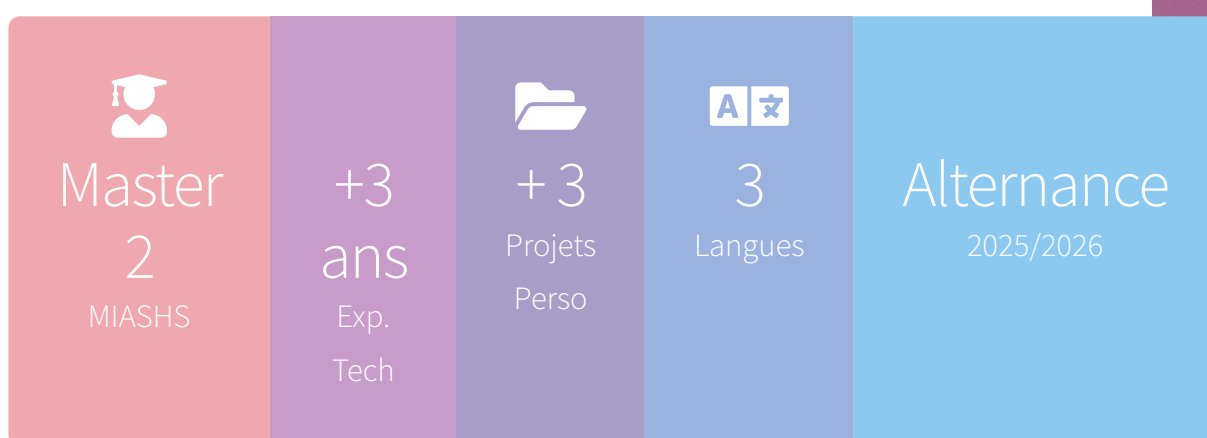 Master
2
MIASHS
+3
ans
Exp.
Tech
+ 3
Projets
Perso
A 文
3
Langues
Alternance
2025/2026